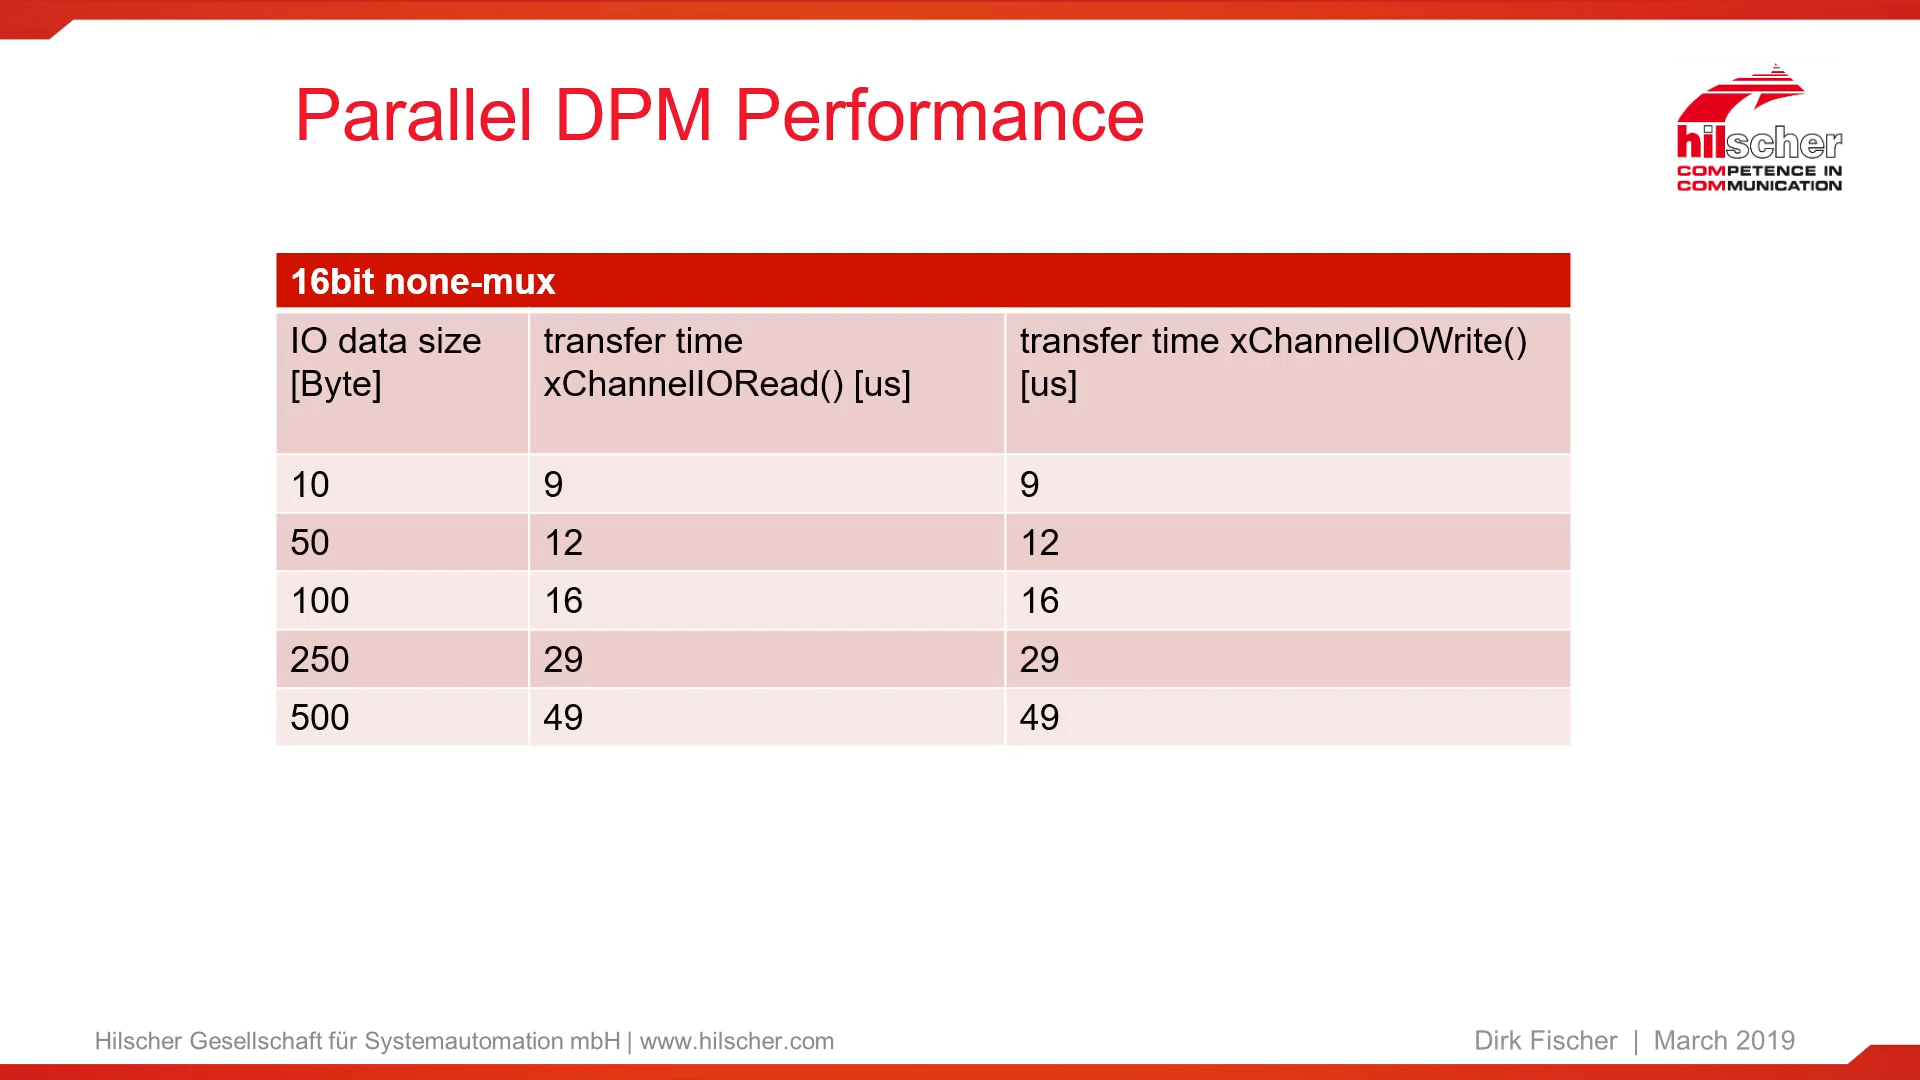 Parallel DPM Performance
hilscher
COMPETENCE IN
COMMUNICATION
16bit none-mux
IO data size [Byte]
transfer time xChannelIORead() [us]
transfer time xChannelIOWrite() [us]
10 9 9
50 12 12
100 16 16
250 29 29
500 49 49
Hilscher Gesellschaft für Systemautomation mbH | www.hilscher.com
Dirk Fischer | March 2019